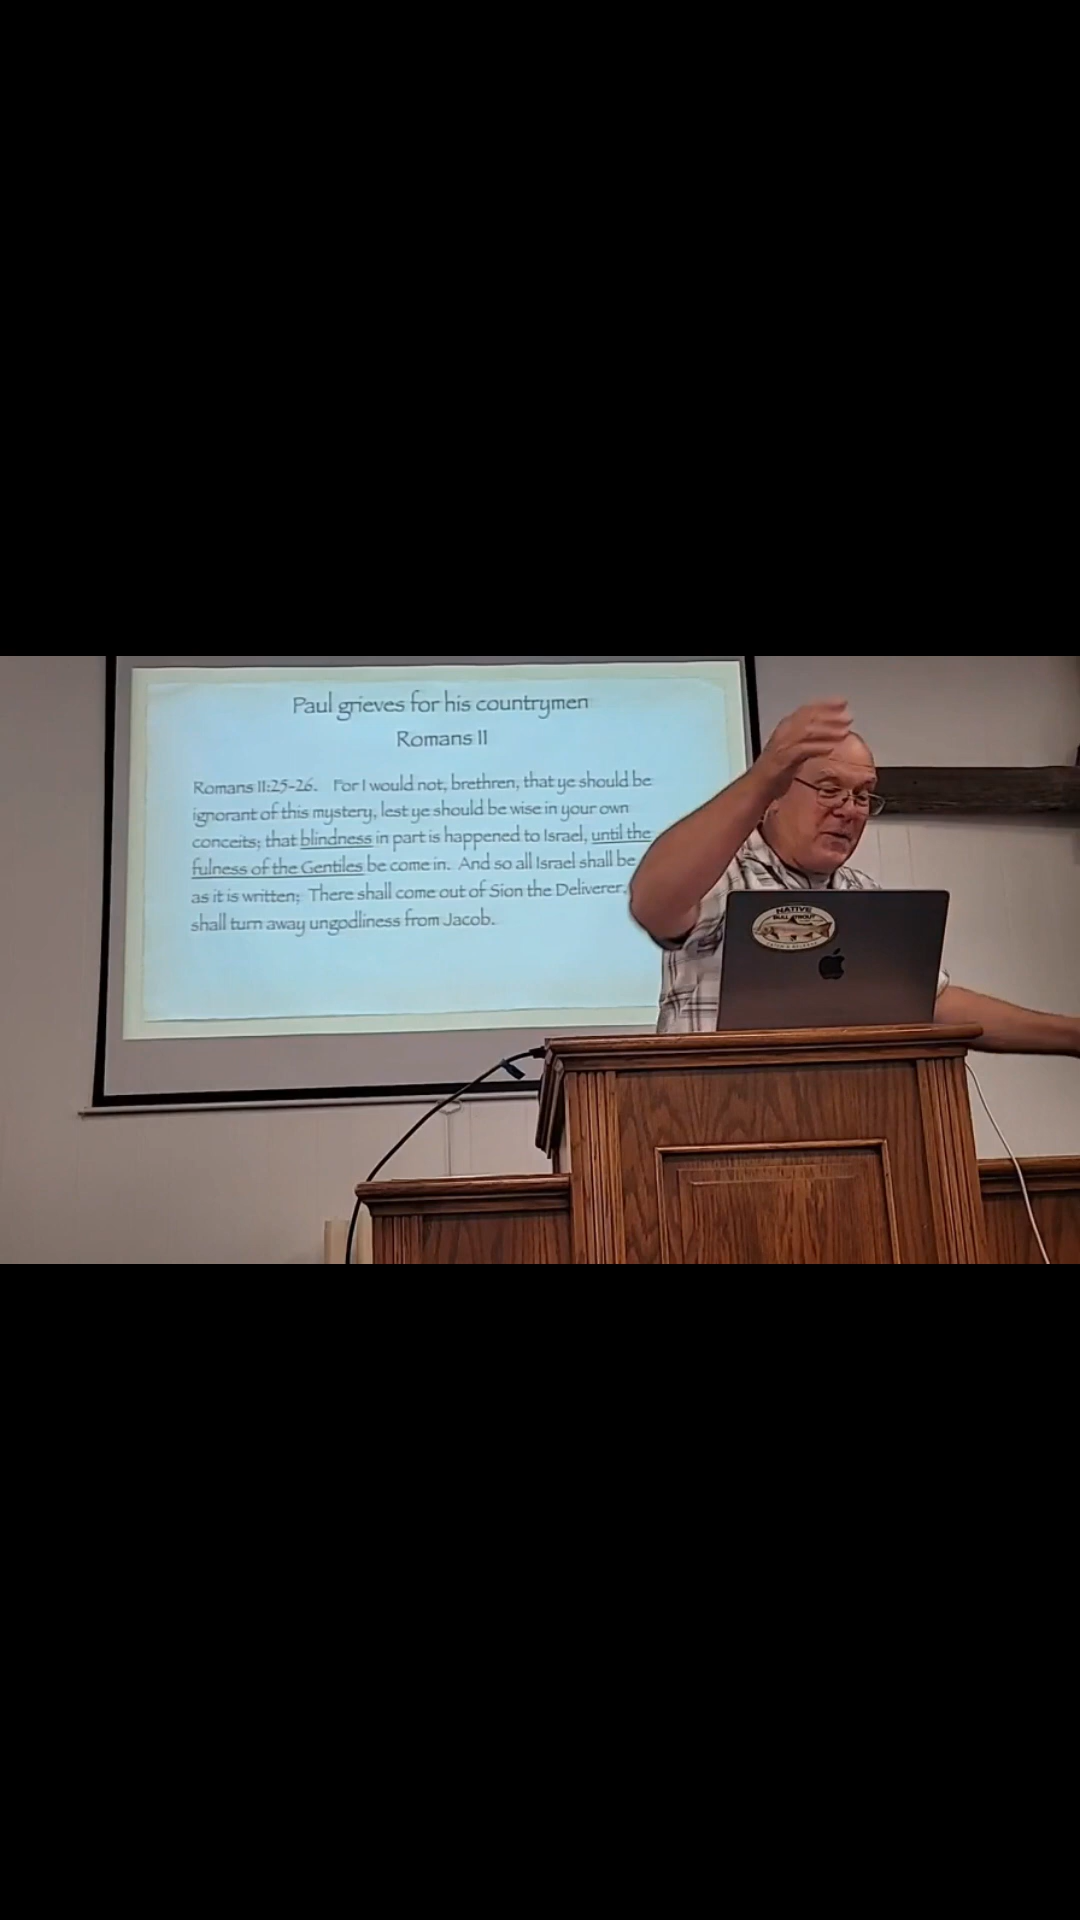 Paul grieves for his countrymen
Romans 11
Romans 11:25-26. For I would not, brethren, that ye should be
ignorant of this mystery, lest ye should be wise in your own
conceits; that blindness in part is happened to Israel, until the
fulness of the Gentiles be come in. And so all Israel shall be
as it is written; There shall come out of Sion the Deliverer,
shall turn away ungodliness from Jacob.
NATIVE
BULL TROUT